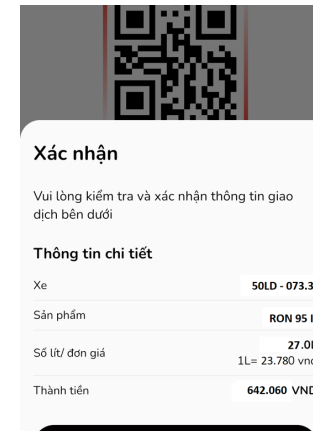 Xác nhận
Vui lòng kiểm tra và xác nhận thông tin giao
dịch bên dưới
Thông tin chi tiết
Xe 50LD - 073.3
Sản phẩm RON 95
Số lít/ đơn giá 27.0
1L= 23.780 vnd
Thành tiền 642.060 VND